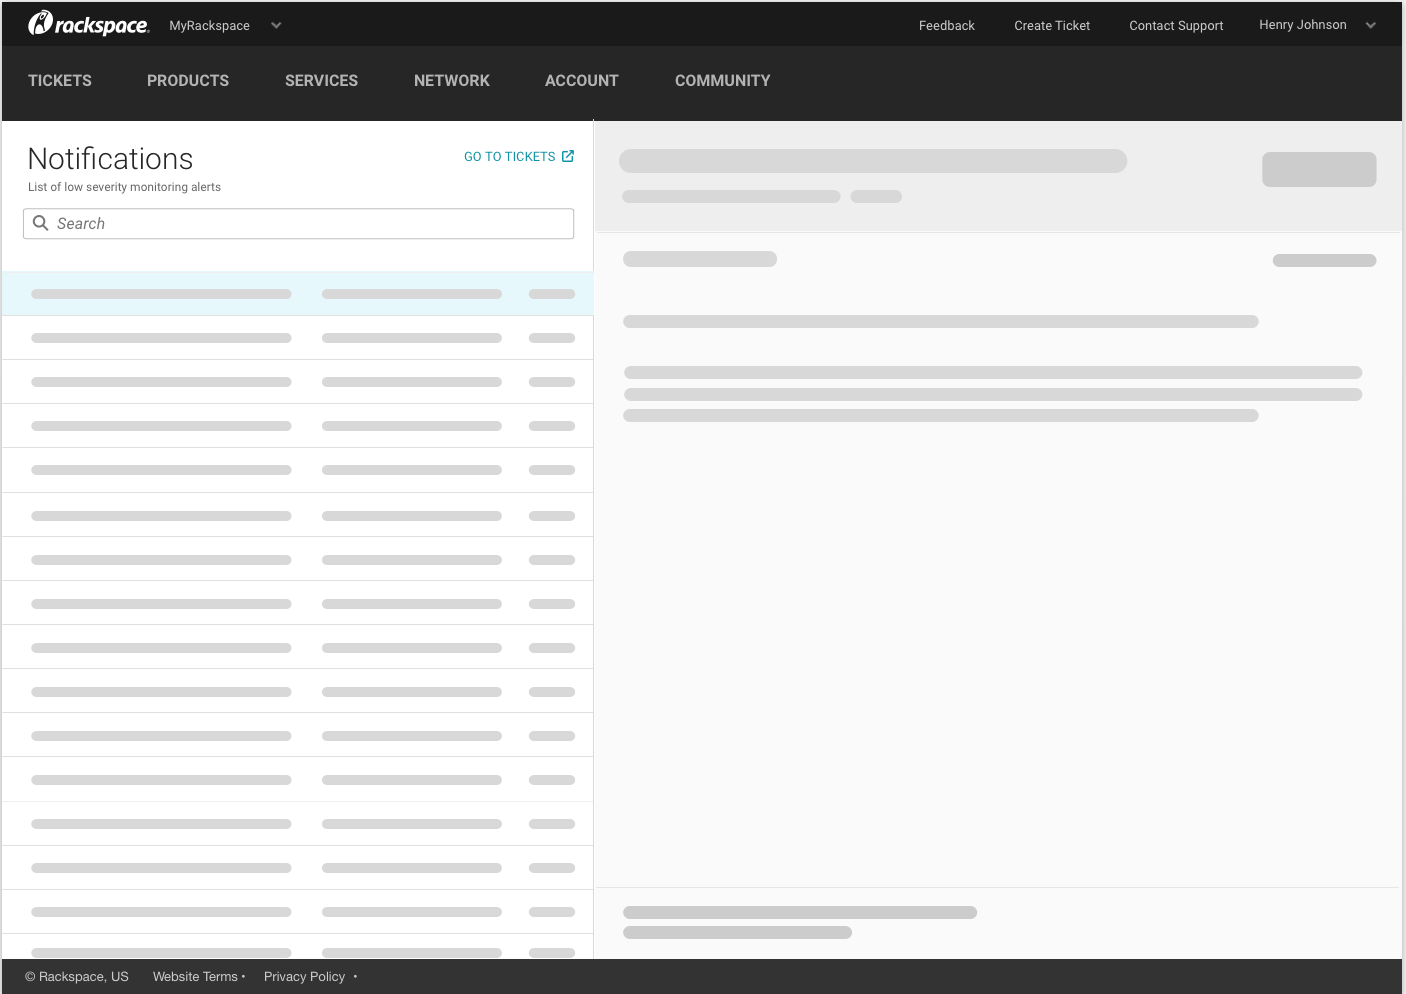 rackspace. MyRackspace Feedback Create Ticket Contact Support Henry Johnson
TICKETS PRODUCTS SERVICES NETWORK ACCOUNT COMMUNITY
Notifications GO TO TICKETS
List of low severity monitoring alerts
Search
© Rackspace, US Website Terms • Privacy Policy •